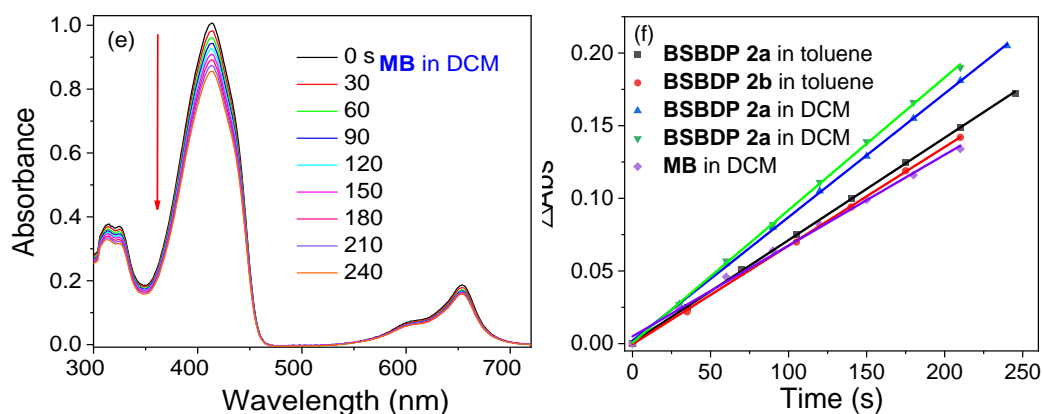 (e)
0 s MB in DCM
30
60
90
120
150
180
210
240
1.0
0.8
0.6
0.4
0.2
0.0
Absorbance
300 400 500 600 700
Wavelength (nm)
(f)
BSBDP 2a in toluene
BSBDP 2b in toluene
BSBDP 2a in DCM
BSBDP 2a in DCM
MB in DCM
0.20
0.15
0.10
0.05
0.00
△Abs
0 50 100 150 200 250
Time (s)